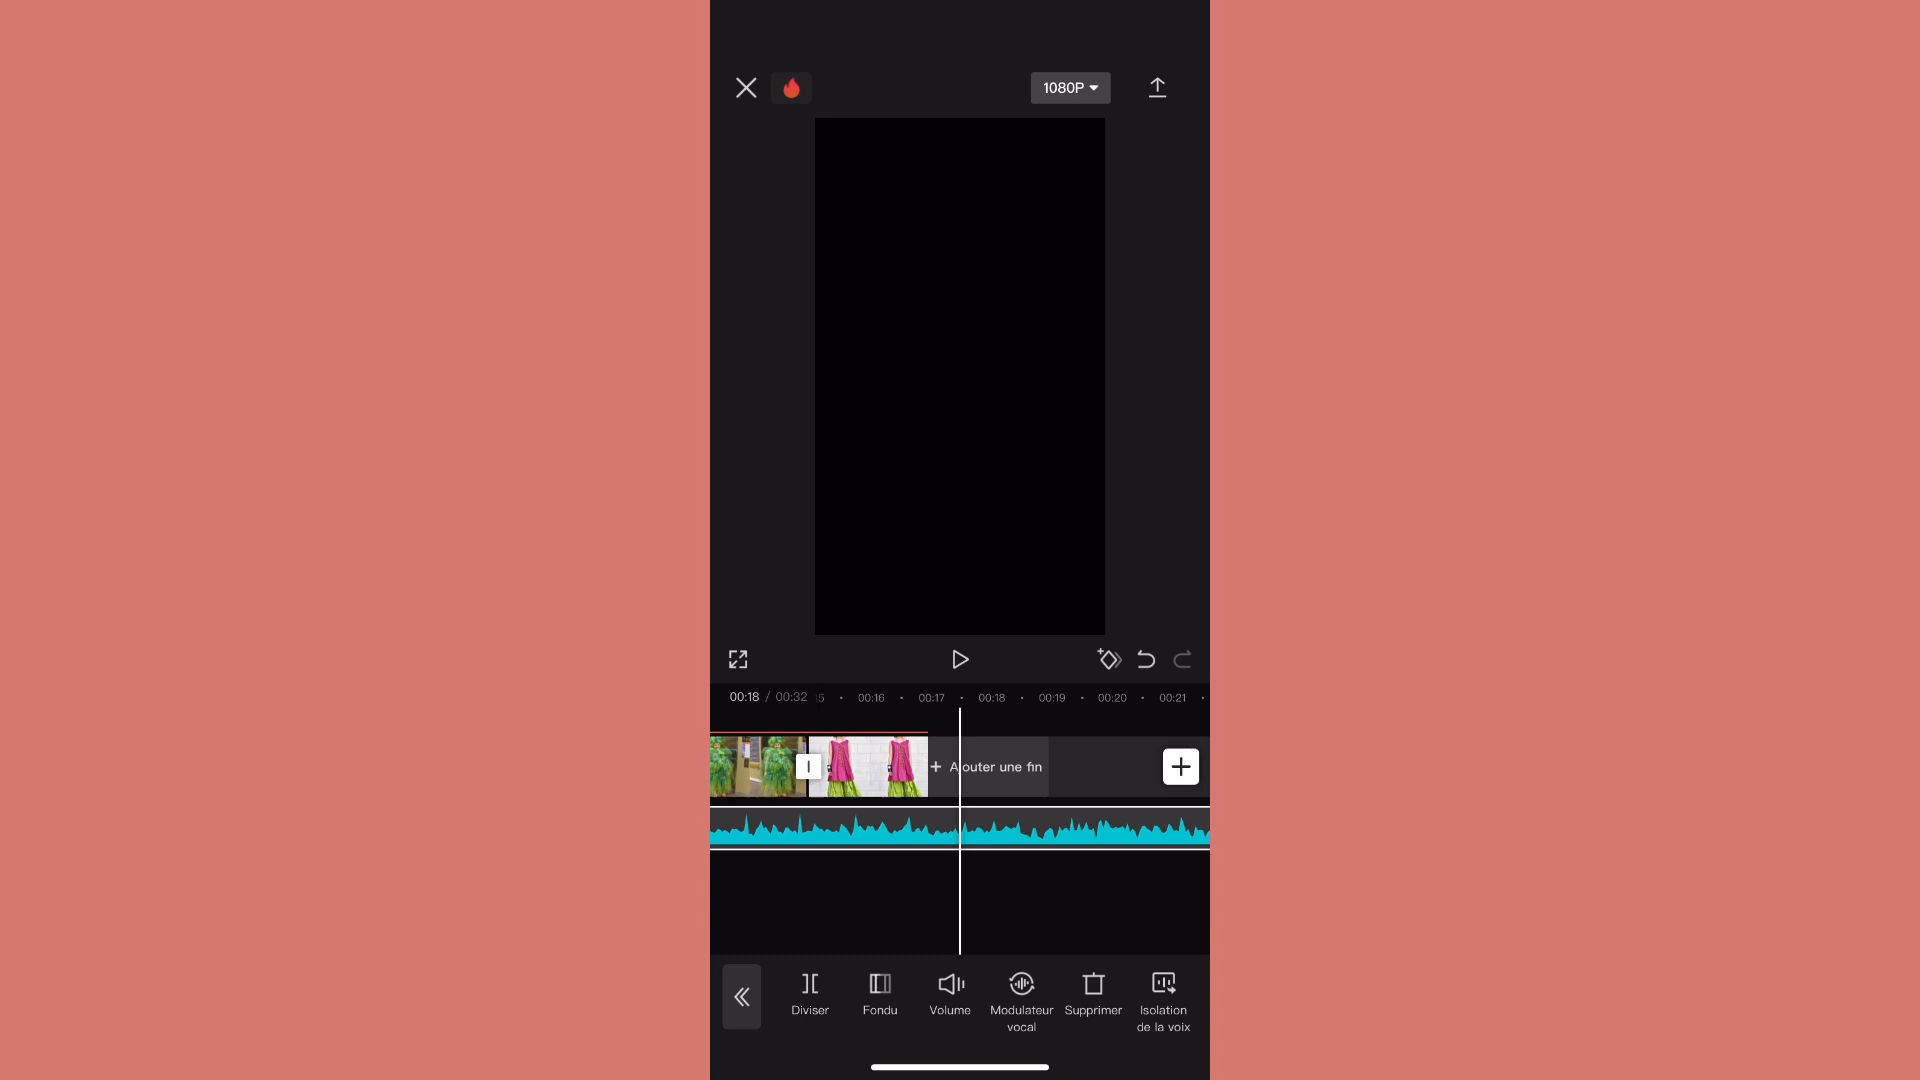 1080P
00:18 / 00:32
15 00:16 00:17 00:18 00:19 00:20 00:21
Ajouter une fin
Diviser
Fondu
Volume
Modulateur
vocal
Supprimer
Isolation
de la voix